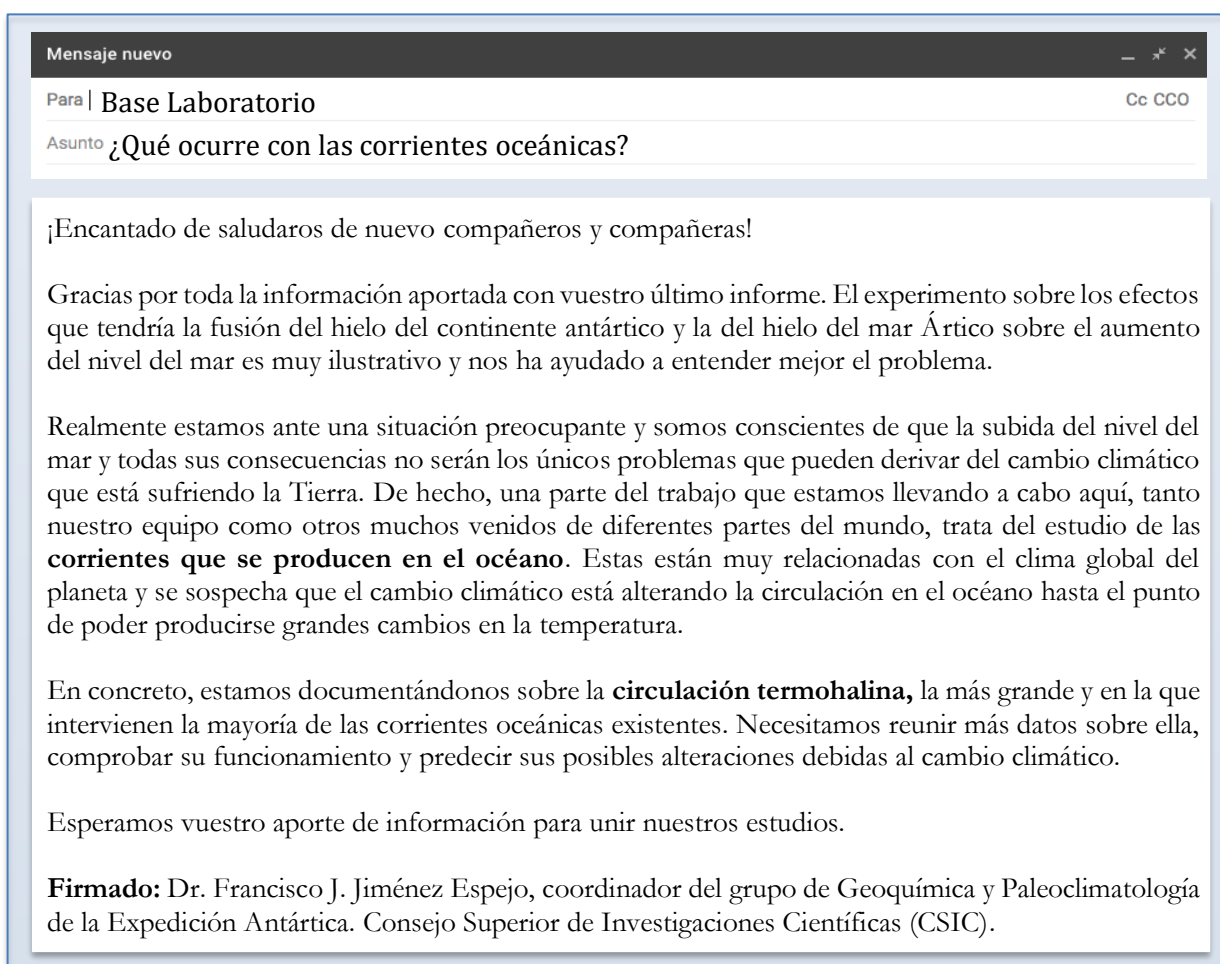 Mensaje nuevo
Para Base Laboratorio Cc CCO
Asunto ¿Qué ocurre con las corrientes oceánicas?
¡Encantado de saludaros de nuevo compañeros y compañeras!
Gracias por toda la información aportada con vuestro último informe. El experimento sobre los efectos
que tendría la fusión del hielo del continente antártico y la del hielo del mar Ártico sobre el aumento
del nivel del mar es muy ilustrativo y nos ha ayudado a entender mejor el problema.
Realmente estamos ante una situación preocupante y somos conscientes de que la subida del nivel del
mar y todas sus consecuencias no serán los únicos problemas que pueden derivar del cambio climático
que está sufriendo la Tierra. De hecho, una parte del trabajo que estamos llevando a cabo aquí, tanto
nuestro equipo como otros muchos venidos de diferentes partes del mundo, trata del estudio de las
corrientes que se producen en el océano. Estas están muy relacionadas con el clima global del
planeta y se sospecha que el cambio climático está alterando la circulación en el océano hasta el punto
de poder producirse grandes cambios en la temperatura.
En concreto, estamos documentándonos sobre la circulación termohalina, la más grande y en la que
intervienen la mayoría de las corrientes oceánicas existentes. Necesitamos reunir más datos sobre ella,
comprobar su funcionamiento y predecir sus posibles alteraciones debidas al cambio climático.
Esperamos vuestro aporte de información para unir nuestros estudios.
Firmado: Dr. Francisco J. Jiménez Espejo, coordinador del grupo de Geoquímica y Paleoclimatología
de la Expedición Antártica. Consejo Superior de Investigaciones Científicas (CSIC).